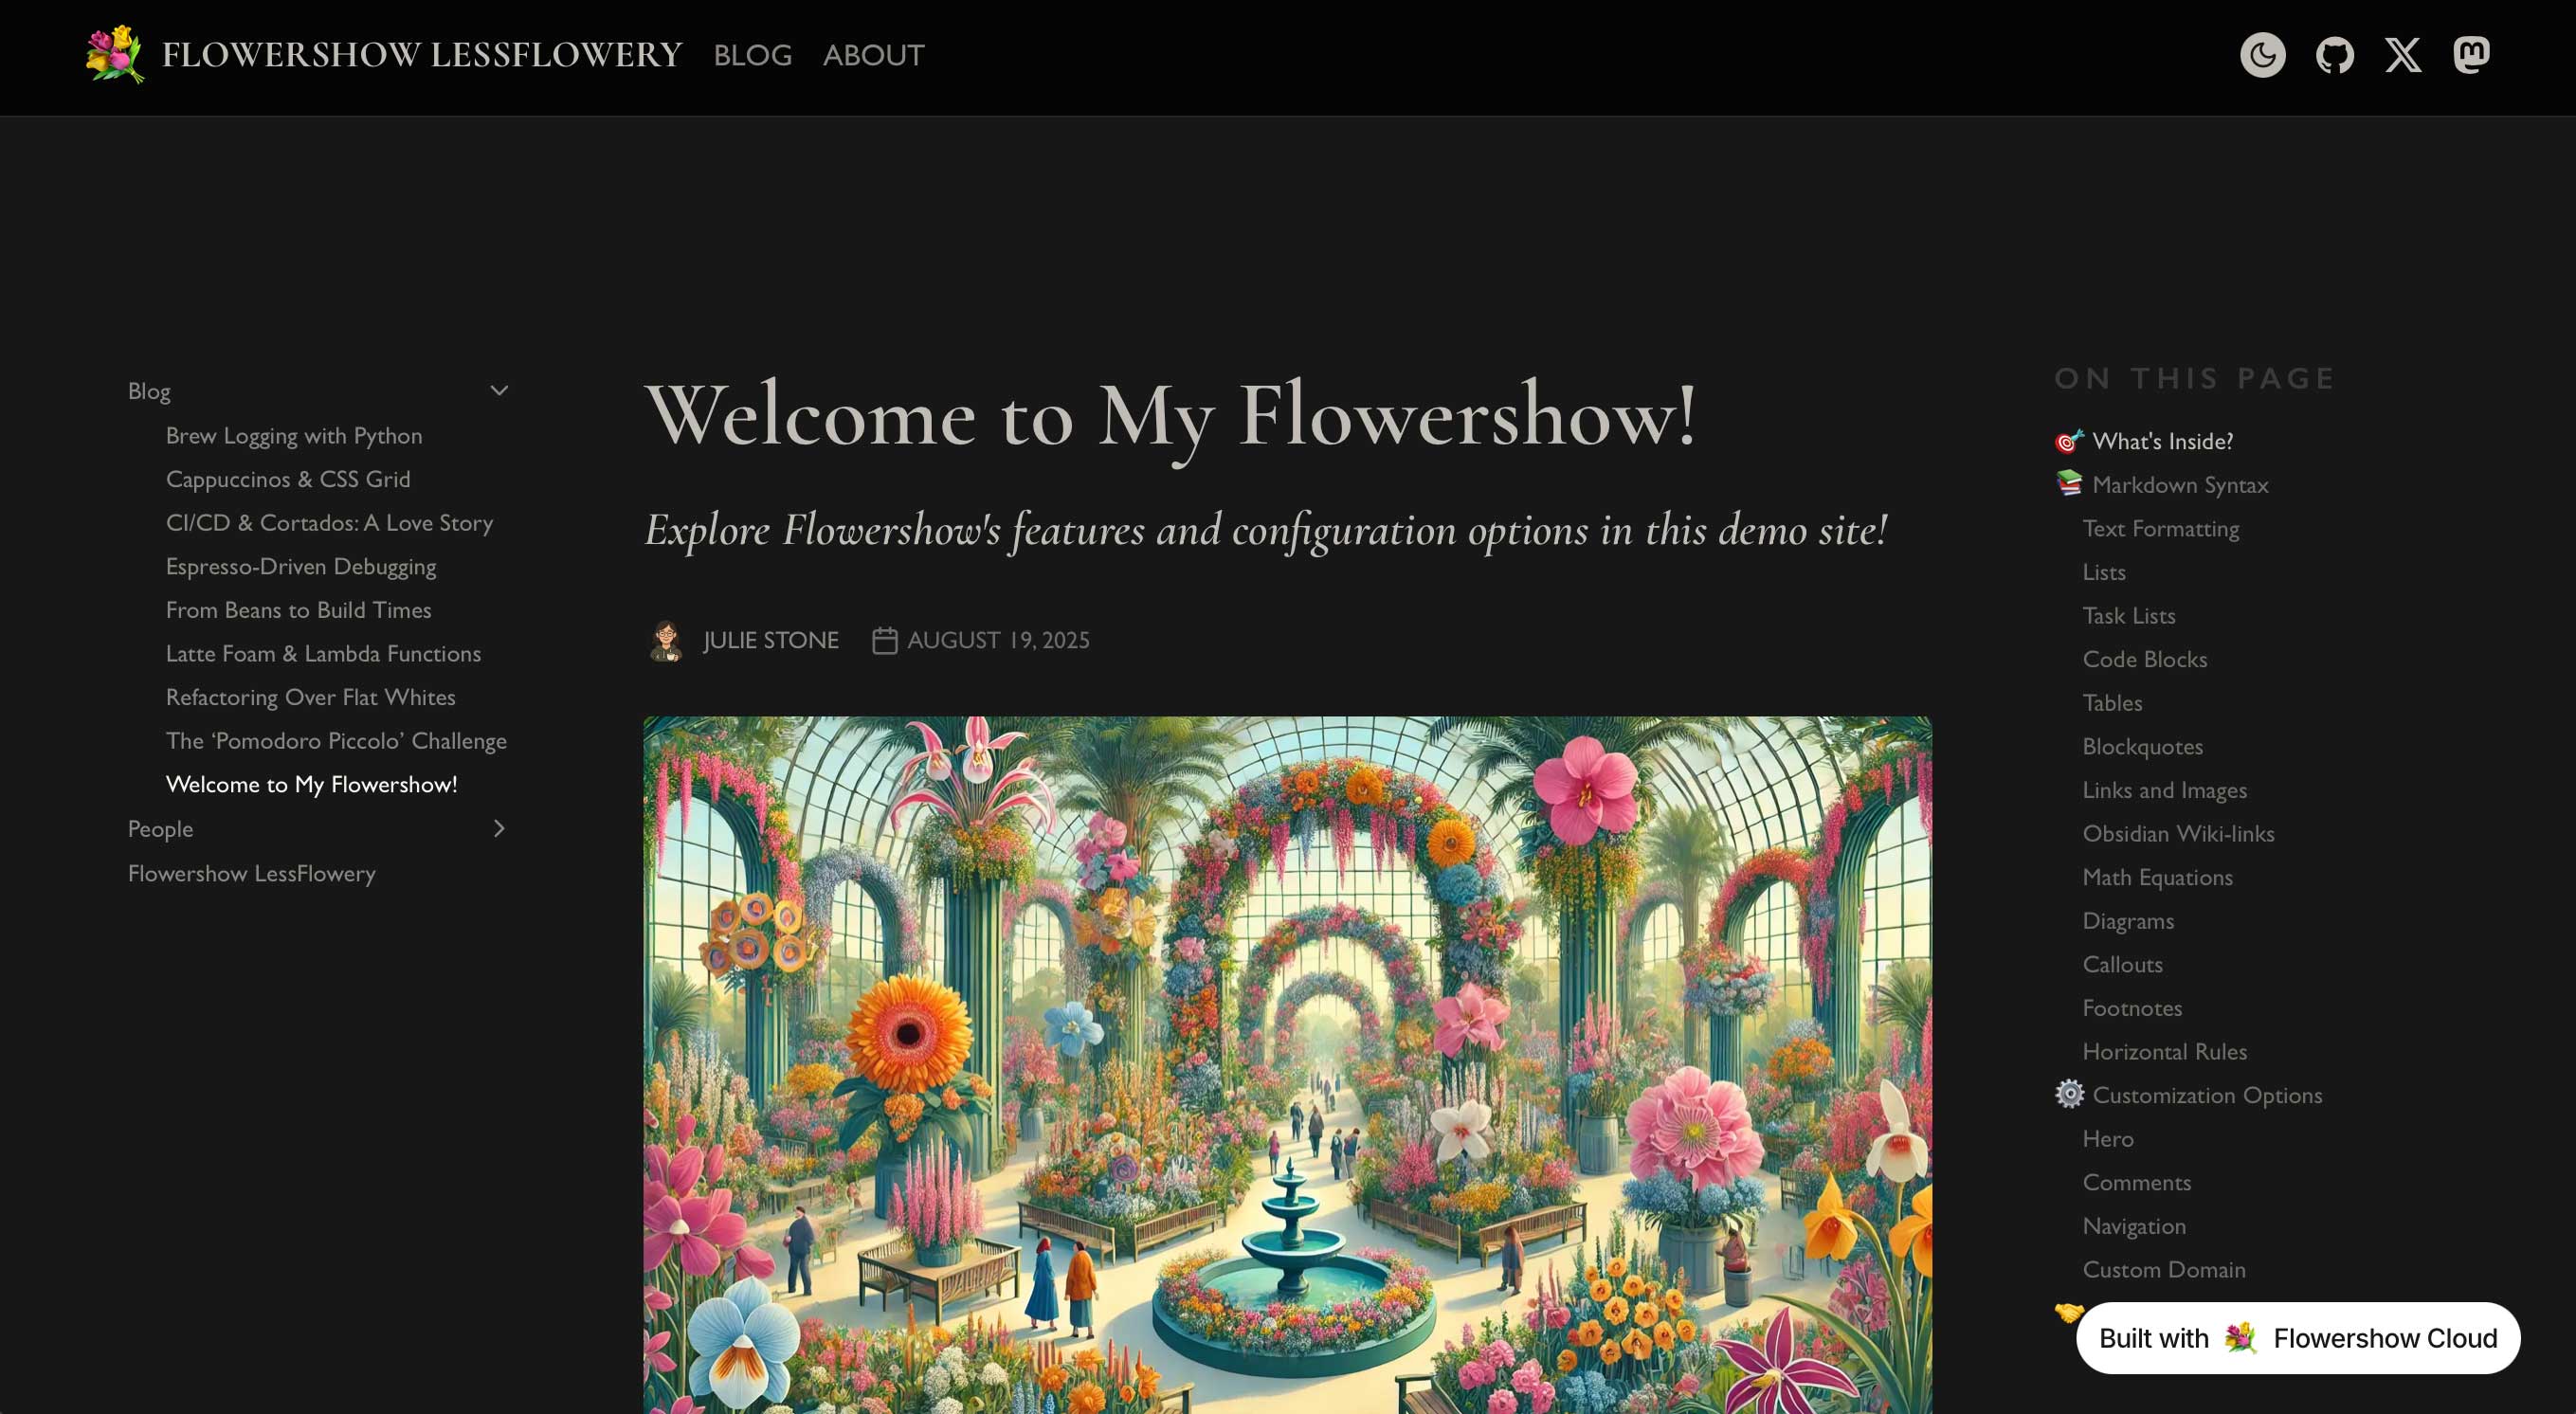 FLOWERSHOW LESSFLOWERY BLOG ABOUT
Blog
Brew Logging with Python
Cappuccinos & CSS Grid
CI/CD & Cortados: A Love Story
Espresso-Driven Debugging
From Beans to Build Times
Latte Foam & Lambda Functions
Refactoring Over Flat Whites
The ‘Pomodoro Piccolo’ Challenge
Welcome to My Flowershow!
People
Flowershow LessFlowery
Welcome to My Flowershow!
Explore Flowershow's features and configuration options in this demo site!
JULIE STONE AUGUST 19, 2025
ON THIS PAGE
🎯 What's Inside?
📚 Markdown Syntax
Text Formatting
Lists
Task Lists
Code Blocks
Tables
Blockquotes
Links and Images
Obsidian Wiki-links
Math Equations
Diagrams
Callouts
Footnotes
Horizontal Rules
⚙️ Customization Options
Hero
Comments
Navigation
Custom Domain
Built with 💐 Flowershow Cloud